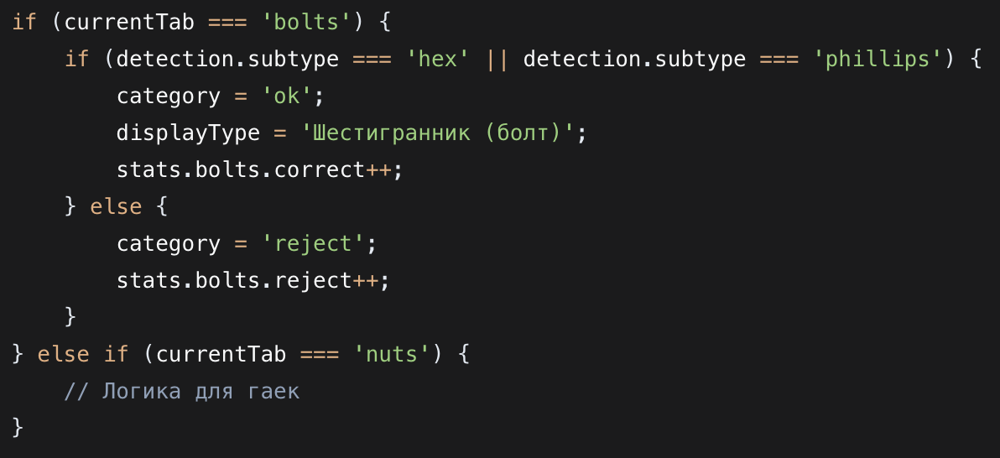 if (currentTab === 'bolts') {
    if (detection.subtype === 'hex' || detection.subtype === 'phillips') {
        category = 'ok';
        displayType = 'Шестигранник (болт)';
        stats.bolts.correct++;
    } else {
        category = 'reject';
        stats.bolts.reject++;
    }
} else if (currentTab === 'nuts') {
    // Логика для гаек
}